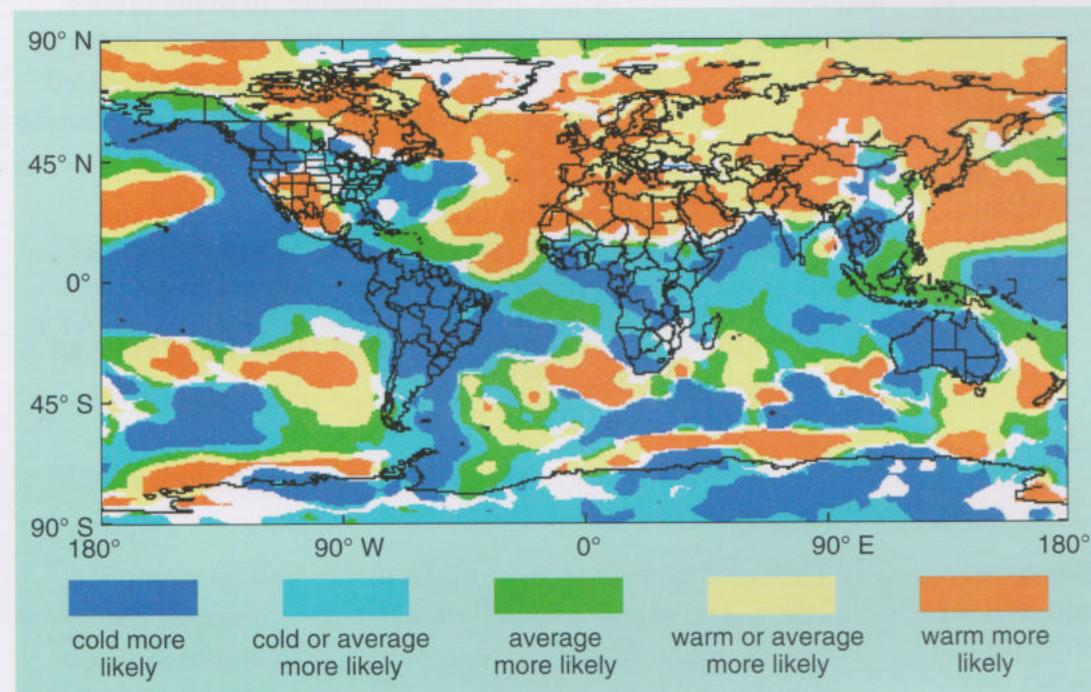 90° N
45° N
0°
45° S
90° S
180° 90° W 0° 90° E 180°
cold more
likely
cold or average
more likely
average
more likely
warm or average
more likely
warm more
likely